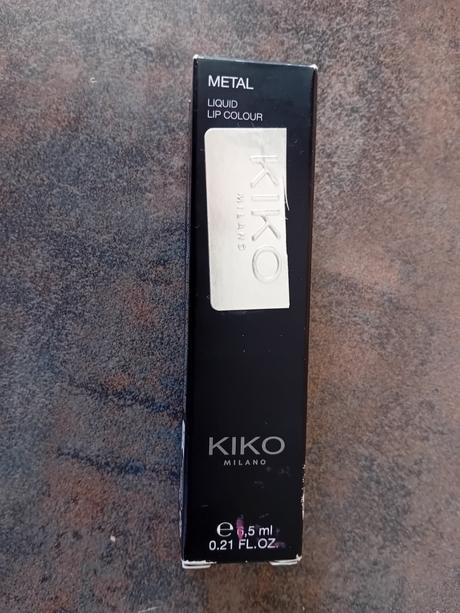 METAL
LIQUID
LIP COLOUR
KIKO
MILANO
KIKO
MILANO
℮ 6,5 ml
0.21 FL.OZ.